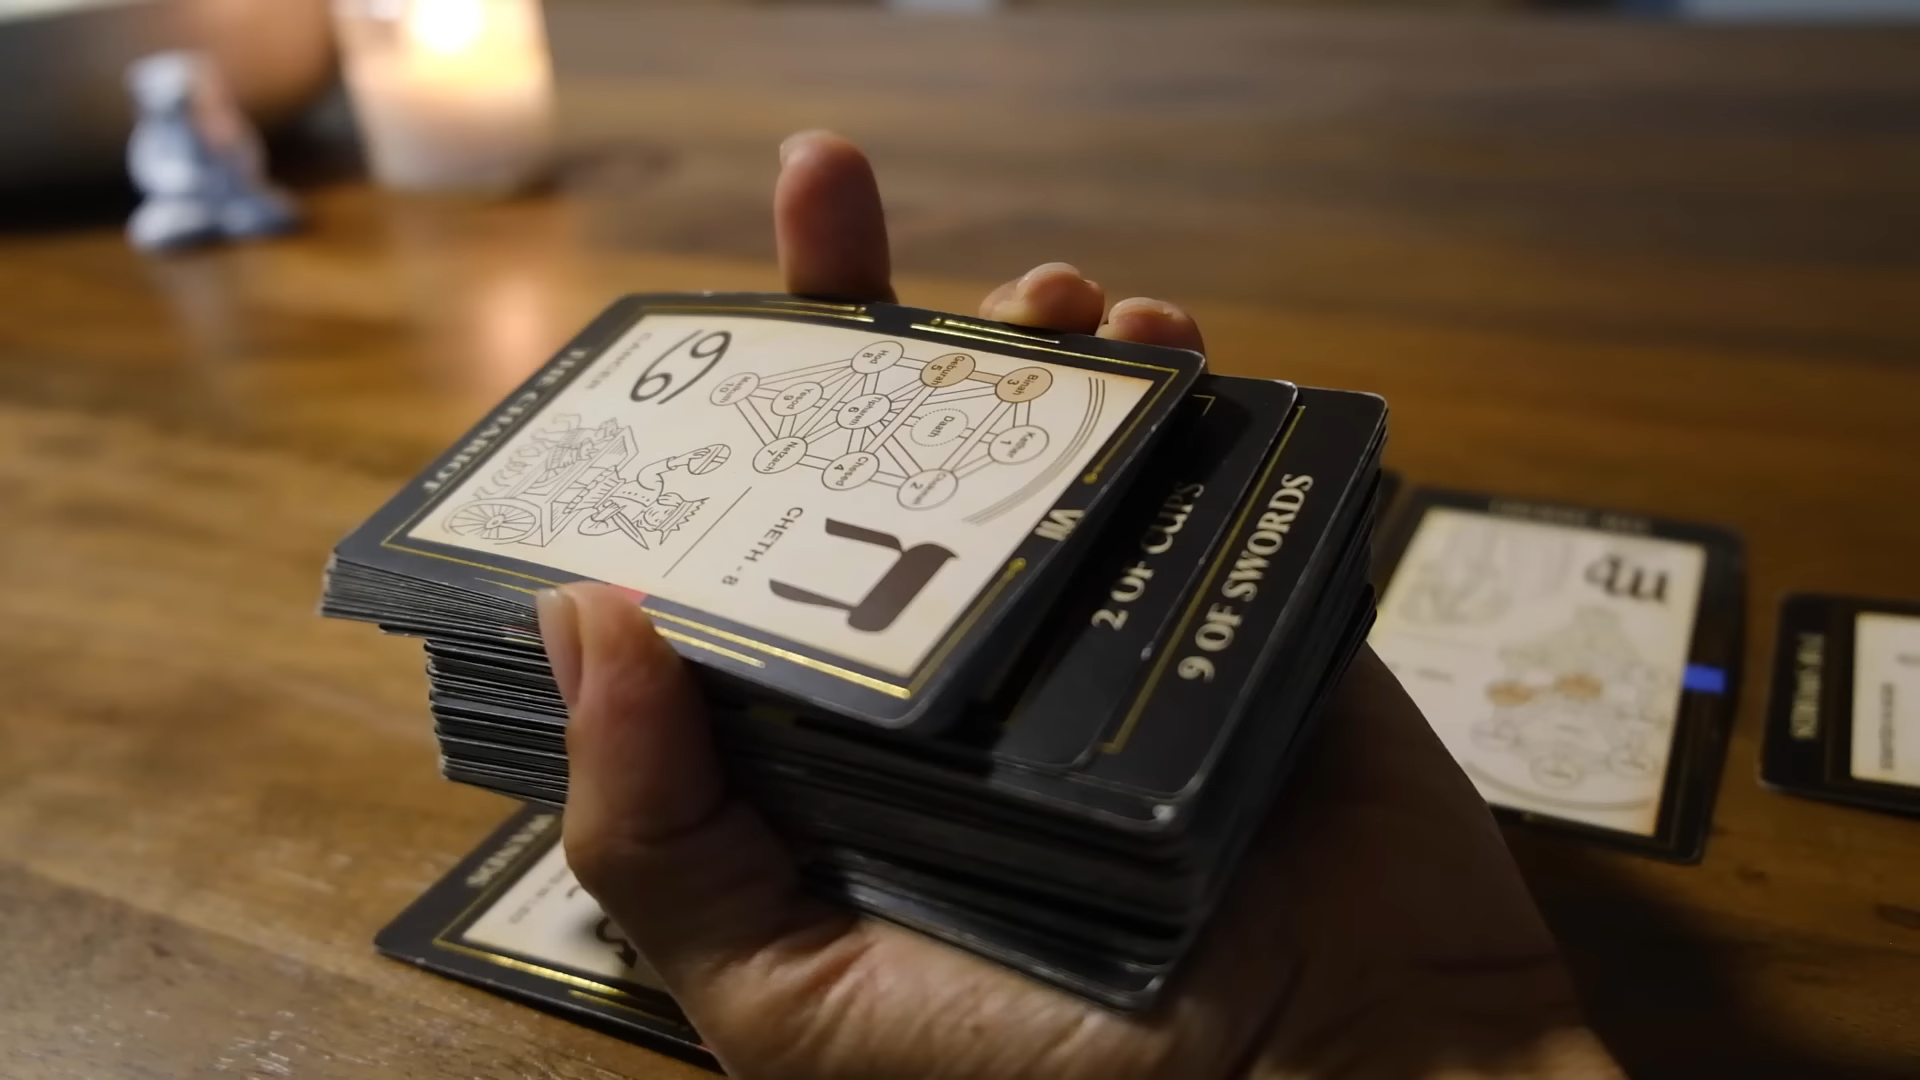 THE CHARIOT
CANCER
Malkuth
10
Yesod
9
Hod
8
Netzach
7
Tiphareth
6
Geburah
5
Chesed
4
Binah
3
Daath
Chokmah
2
Kether
1
ח
CHETH - 8
VII
2 OF CUPS
9 OF SWORDS